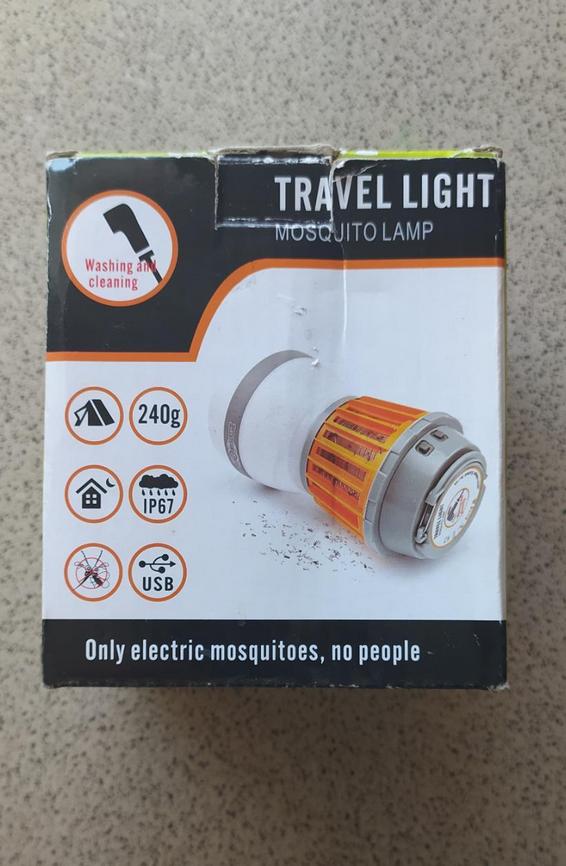 TRAVEL LIGHT
MOSQUITO LAMP
Washing and
cleaning
240g
IP67
USB
Only electric mosquitoes, no people